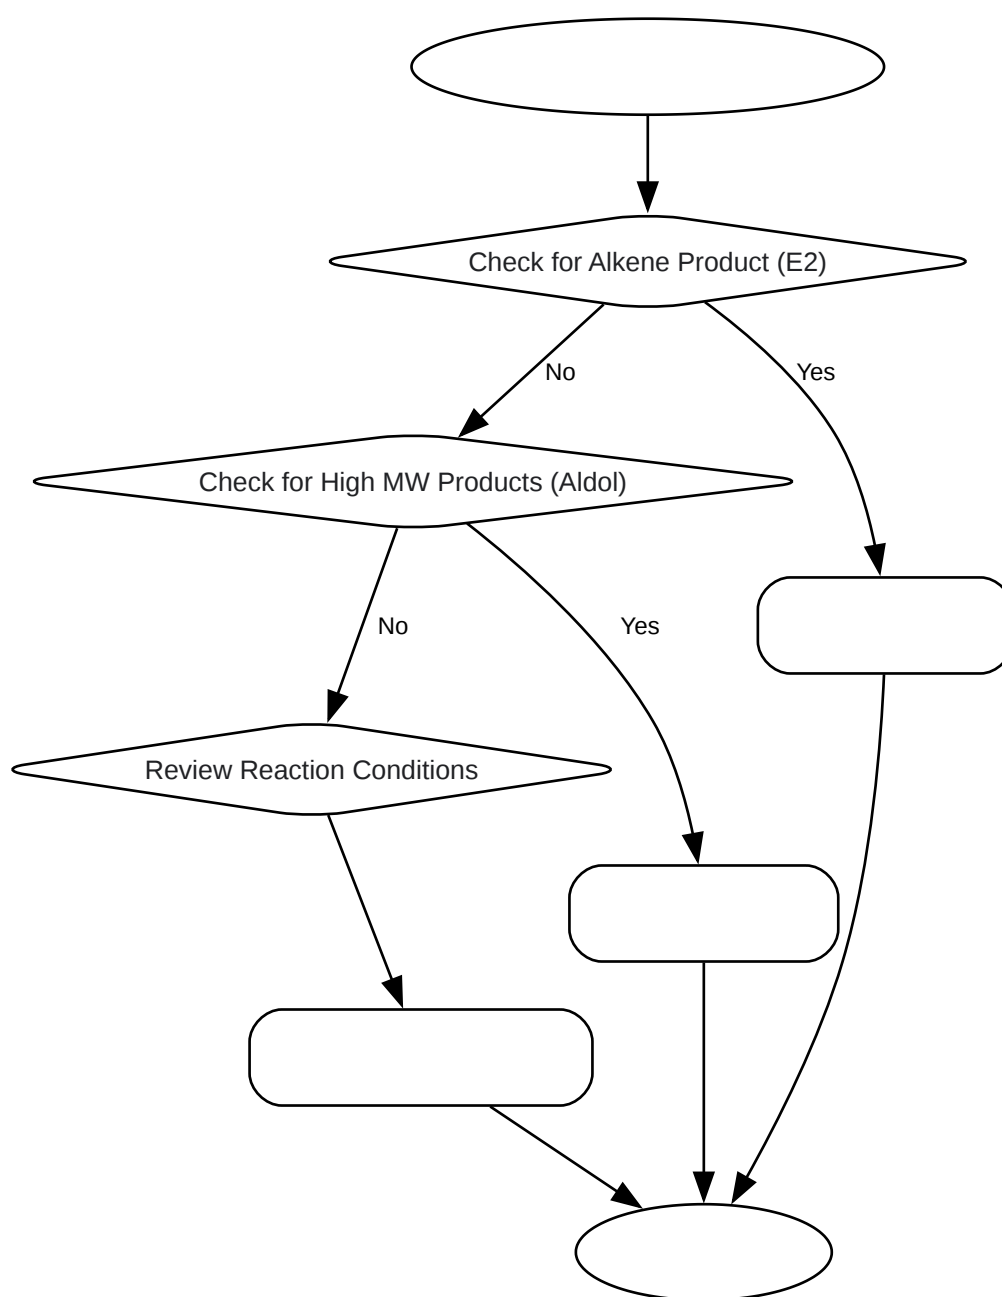 Check for Alkene Product (E2)
No
Yes
Check for High MW Products (Aldol)
No
Yes
Review Reaction Conditions